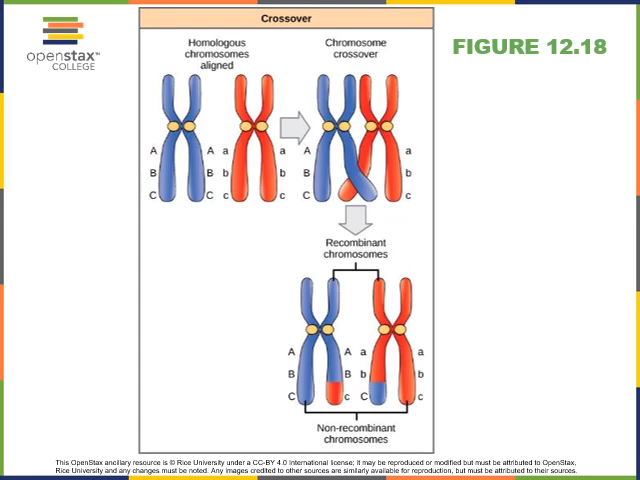 Crossover
openstax™
COLLEGE
FIGURE 12.18
Homologous
chromosomes
aligned
Chromosome
crossover
A A a a A a
B B b b B b
C C c c C c
Recombinant
chromosomes
A A a a
B B b b
C c C c
Non-recombinant
chromosomes
This OpenStax ancillary resource is © Rice University under a CC-BY 4.0 International license; it may be reproduced or modified but must be attributed to OpenStax,
Rice University and any changes must be noted. Any images credited to other sources are similarly available for reproduction, but must be attributed to their sources.